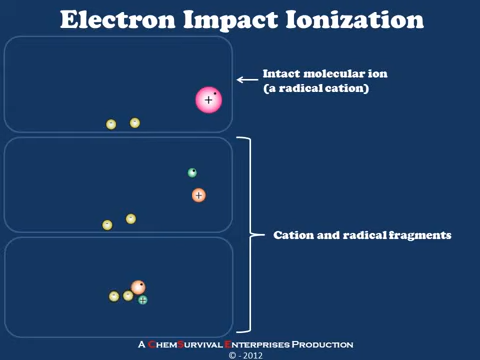 Electron Impact Ionization
Intact molecular ion
(a radical cation)
+
+
Cation and radical fragments
+
A ChemSurvival Enterprises Production
© - 2012